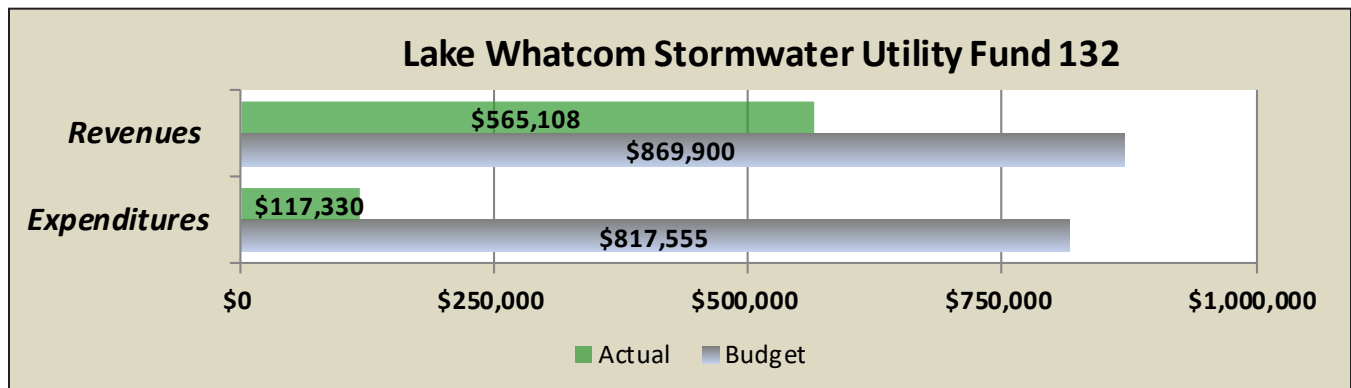 Lake Whatcom Stormwater Utility Fund 132
Revenues
$565,108
$869,900
Expenditures
$117,330
$817,555
$0 $250,000 $500,000 $750,000 $1,000,000
Actual Budget